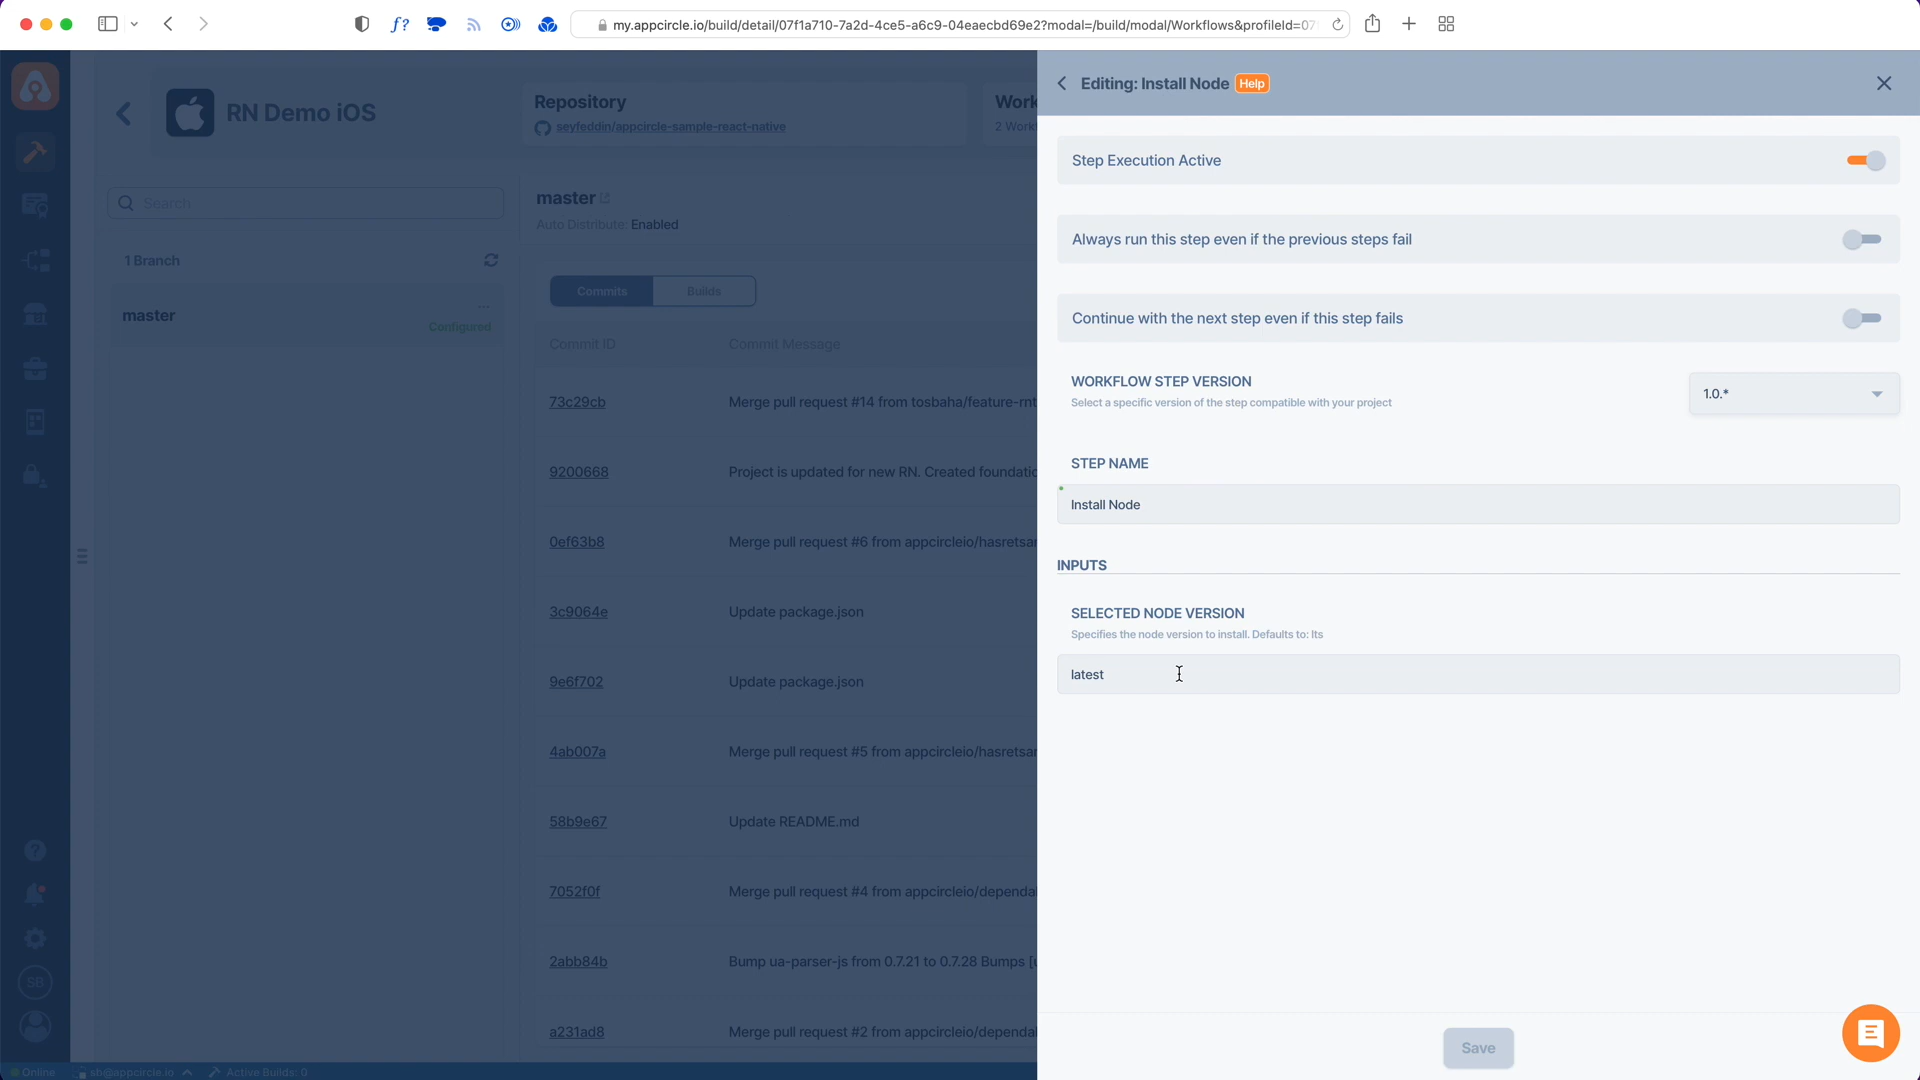 my.appcircle.io/build/detail/07f1a710-7a2d-4ce5-a6c9-04eaecbd69e2?modal=/build/modal/Workflows&profileId=07
RN Demo iOS
Repository
seyfeddin/appcircle-sample-react-native
Work
2 Work
Search
1 Branch
master
Configured
master
Auto Distribute: Enabled
Commits
Builds
Commit ID
Commit Message
73c29cb
Merge pull request #14 from tosbaha/feature-rnt
9200668
Project is updated for new RN. Created foundatic
0ef63b8
Merge pull request #6 from appcircleio/hasretsar
3c9064e
Update package.json
9e6f702
Update package.json
4ab007a
Merge pull request #5 from appcircleio/hasretsar
58b9e67
Update README.md
7052f0f
Merge pull request #4 from appcircleio/dependa
2abb84b
Bump ua-parser-js from 0.7.21 to 0.7.28 Bumps [u
a231ad8
Merge pull request #2 from appcircleio/dependa
SB
Online
sb@appcircle.io
Active Builds: 0
Editing: Install Node
Help
Step Execution Active
Always run this step even if the previous steps fail
Continue with the next step even if this step fails
WORKFLOW STEP VERSION
Select a specific version of the step compatible with your project
1.0.*
STEP NAME
Install Node
INPUTS
SELECTED NODE VERSION
Specifies the node version to install. Defaults to: lts
latest
Save